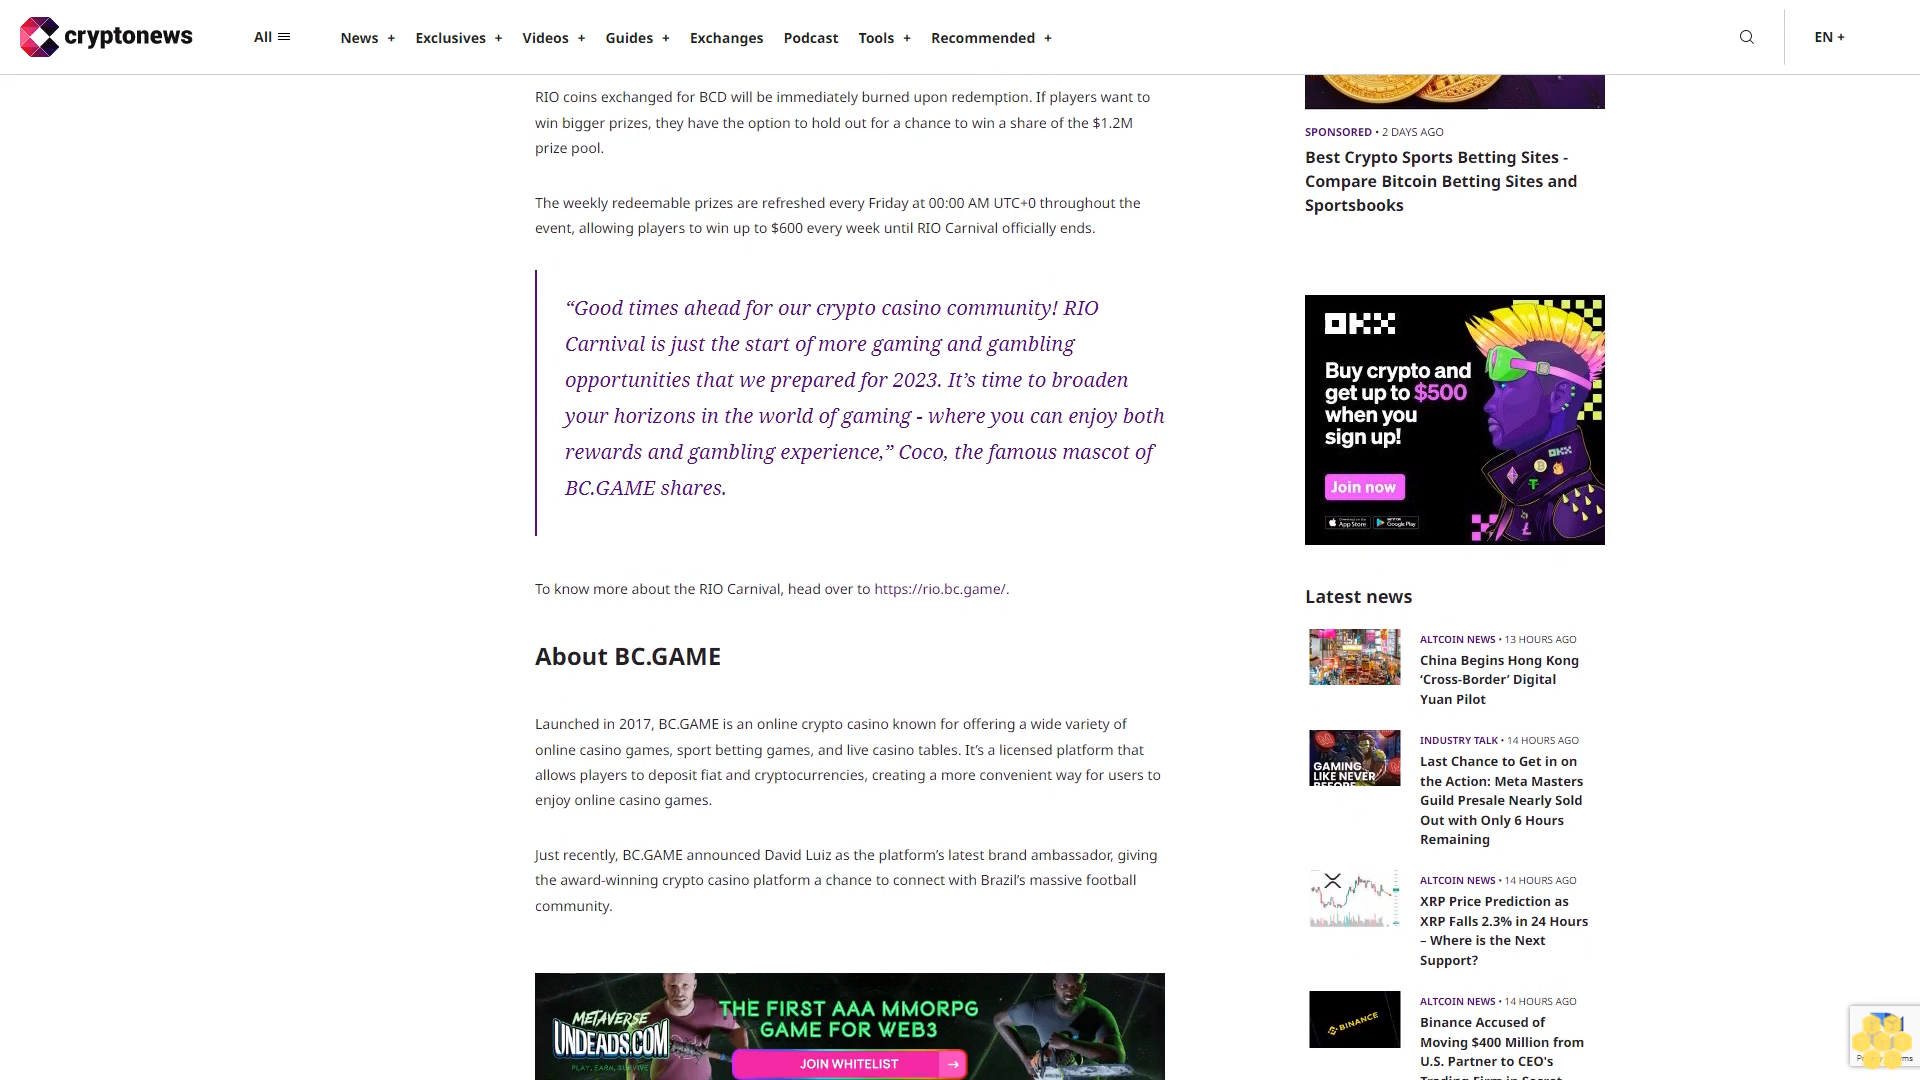 cryptonews
All
News +
Exclusives +
Videos +
Guides +
Exchanges
Podcast
Tools +
Recommended +
EN +
RIO coins exchanged for BCD will be immediately burned upon redemption. If players want to
win bigger prizes, they have the option to hold out for a chance to win a share of the $1.2M
prize pool.
The weekly redeemable prizes are refreshed every Friday at 00:00 AM UTC+0 throughout the
event, allowing players to win up to $600 every week until RIO Carnival officially ends.
“Good times ahead for our crypto casino community! RIO
Carnival is just the start of more gaming and gambling
opportunities that we prepared for 2023. It’s time to broaden
your horizons in the world of gaming - where you can enjoy both
rewards and gambling experience,” Coco, the famous mascot of
BC.GAME shares.
To know more about the RIO Carnival, head over to https://rio.bc.game/.
About BC.GAME
Launched in 2017, BC.GAME is an online crypto casino known for offering a wide variety of
online casino games, sport betting games, and live casino tables. It’s a licensed platform that
allows players to deposit fiat and cryptocurrencies, creating a more convenient way for users to
enjoy online casino games.
Just recently, BC.GAME announced David Luiz as the platform’s latest brand ambassador, giving
the award-winning crypto casino platform a chance to connect with Brazil’s massive football
community.
METAVERSE
UNDEADS.COM
PLAY, EARN, SURVIVE
THE FIRST AAA MMORPG
GAME FOR WEB3
JOIN WHITELIST
SPONSORED • 2 DAYS AGO
Best Crypto Sports Betting Sites -
Compare Bitcoin Betting Sites and
Sportsbooks
OKX
Buy crypto and
get up to $500
when you
sign up!
Join now
App Store
Google Play
OKX
Latest news
ALTCOIN NEWS • 13 HOURS AGO
China Begins Hong Kong
‘Cross-Border’ Digital
Yuan Pilot
GAMING
LIKE NEVER
BEFORE
INDUSTRY TALK • 14 HOURS AGO
Last Chance to Get in on
the Action: Meta Masters
Guild Presale Nearly Sold
Out with Only 6 Hours
Remaining
ALTCOIN NEWS • 14 HOURS AGO
XRP Price Prediction as
XRP Falls 2.3% in 24 Hours
– Where is the Next
Support?
BINANCE
ALTCOIN NEWS • 14 HOURS AGO
Binance Accused of
Moving $400 Million from
U.S. Partner to CEO's
Trading Firm in Secret